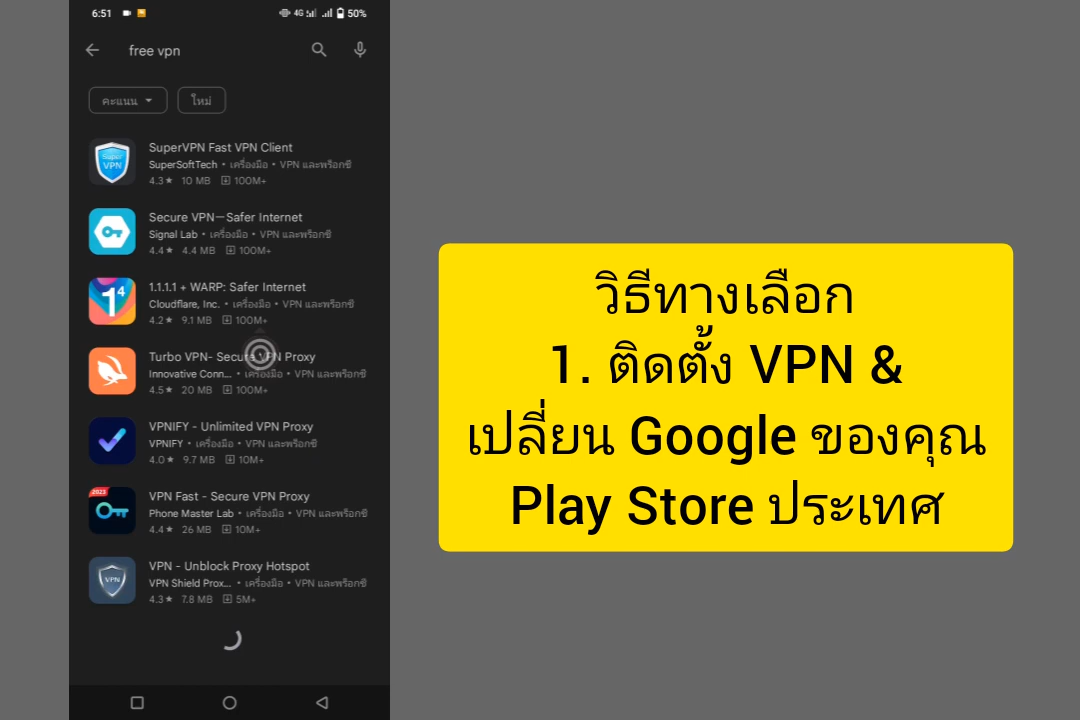 6:51
4G
50%
free vpn
คะแนน
ใหม่
SuperVPN Fast VPN Client
SuperSoftTech • เครื่องมือ • VPN และพร็อกซี
4.3★ 10 MB 100M+
Secure VPN－Safer Internet
Signal Lab • เครื่องมือ • VPN และพร็อกซี
4.4★ 4.4 MB 100M+
1.1.1.1 + WARP: Safer Internet
Cloudflare, Inc. • เครื่องมือ • VPN และพร็อกซี
4.2★ 9.1 MB 100M+
Turbo VPN- Secure VPN Proxy
Innovative Conn... • เครื่องมือ • VPN และพร็อกซี
4.5★ 20 MB 100M+
VPNIFY - Unlimited VPN Proxy
VPNIFY • เครื่องมือ • VPN และพร็อกซี
4.0★ 9.7 MB 10M+
2023
VPN Fast - Secure VPN Proxy
Phone Master Lab • เครื่องมือ • VPN และพร็อกซี
4.4★ 26 MB 10M+
VPN - Unblock Proxy Hotspot
VPN Shield Prox... • เครื่องมือ • VPN และพร็อกซี
4.3★ 7.8 MB 5M+
Super VPN
1⁴
VPN
วิธีทางเลือก
1. ติดตั้ง VPN &
เปลี่ยน Google ของคุณ
Play Store ประเทศ